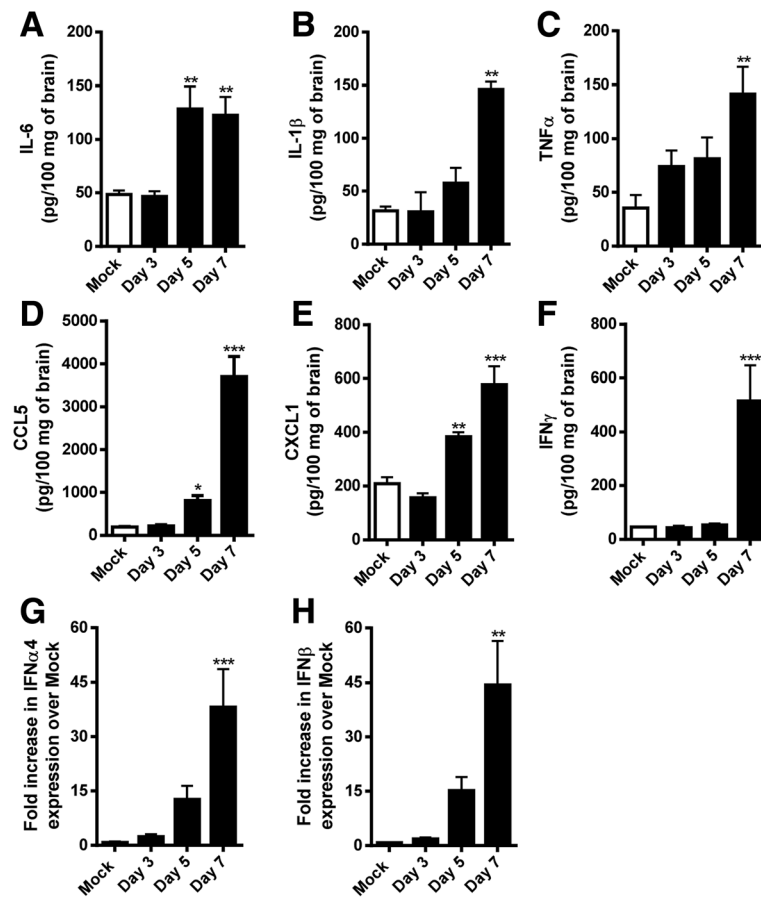 A
IL-6
(pg/100 mg of brain)
200
150
100
50
0
**
**
Mock
Day 3
Day 5
Day 7
B
IL-1β
(pg/100 mg of brain)
200
150
100
50
0
**
Mock
Day 3
Day 5
Day 7
C
TNFα
(pg/100 mg of brain)
200
150
100
50
0
**
Mock
Day 3
Day 5
Day 7
D
CCL5
(pg/100 mg of brain)
5000
4000
3000
1000
0
*
***
Mock
Day 3
Day 5
Day 7
E
CXCL1
(pg/100 mg of brain)
800
600
400
200
0
**
***
Mock
Day 3
Day 5
Day 7
F
IFNγ
(pg/100 mg of brain)
800
600
400
200
0
***
Mock
Day 3
Day 5
Day 7
G
Fold increase in IFNα4
expression over Mock
60
45
30
15
0
***
Mock
Day 3
Day 5
Day 7
H
Fold increase in IFNβ
expression over Mock
60
45
30
15
0
**
Mock
Day 3
Day 5
Day 7